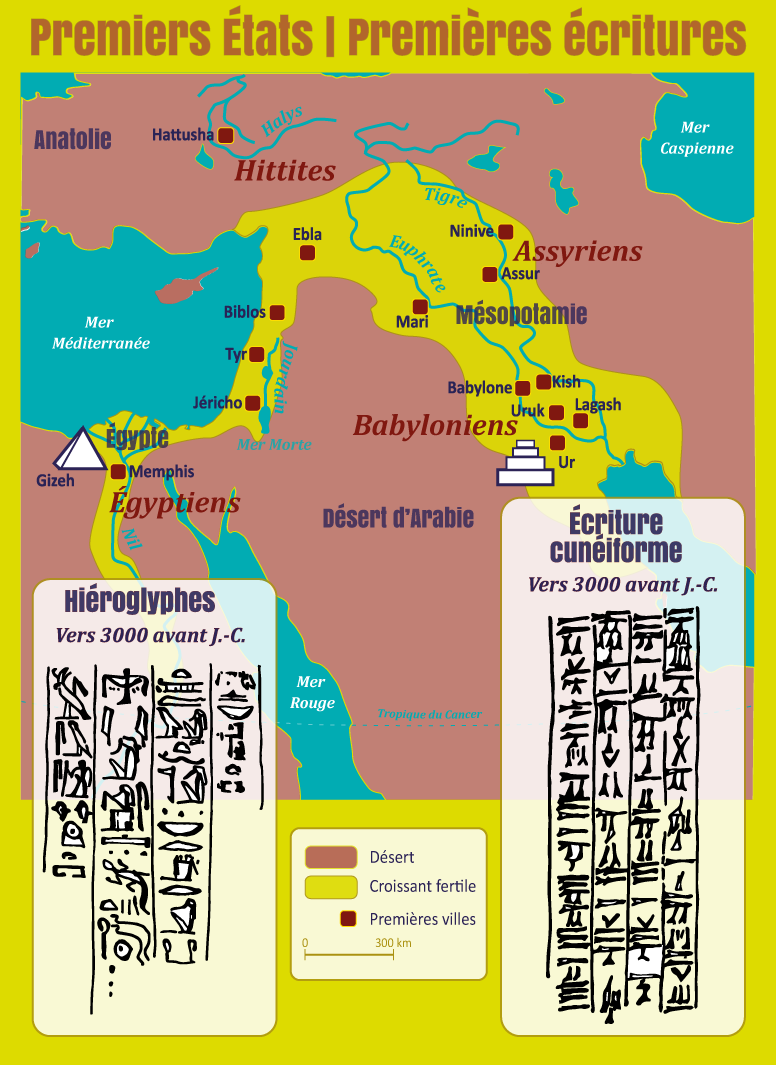 Premiers États | Premières écritures
Anatolie
Hattusha
Halys
Hittites
Mer
Caspienne
Tigre
Ninive
Assyriens
Ebla
Euphrate
Assur
Biblos
Mari
Mésopotamie
Mer
Méditerranée
Tyr
Jourdain
Kish
Babylone
Jéricho
Uruk
Lagash
Babyloniens
Égypte
Mer Morte
Ur
Gizeh
Memphis
Égyptiens
Désert d'Arabie
Nil
Écriture
cunéiforme
Vers 3000 avant J.-C.
Hiéroglyphes
Vers 3000 avant J.-C.
Mer
Rouge
Tropique du Cancer
Désert
Croissant fertile
Premières villes
0 300 km